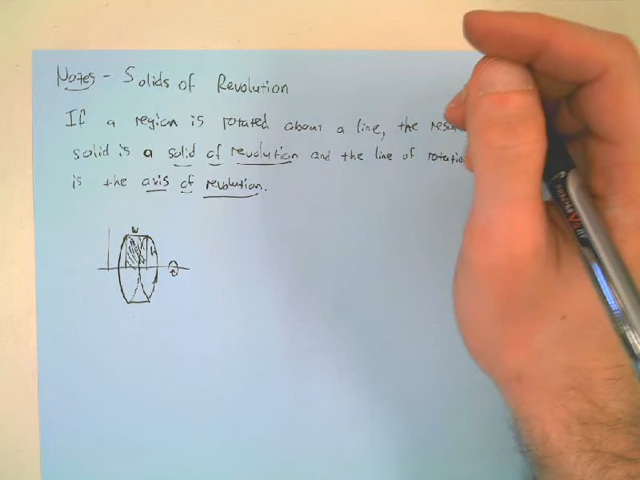 Notes - Solids of Revolution
If a region is rotated about a line, the
solid is a solid of revolution and the line of
is the axis of revolution.
w
h